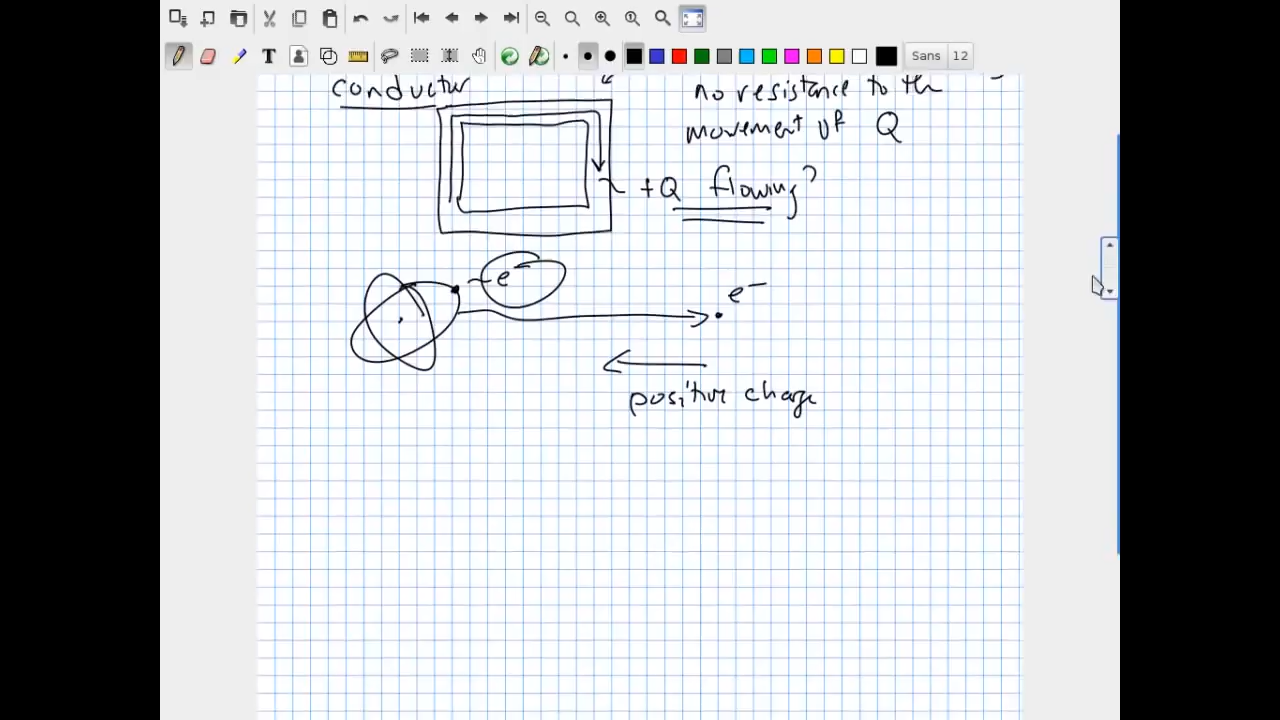 Sans 12
conductor
no resistance to the
movement of Q
+Q flowing?
e⁻
e⁻
positive charge